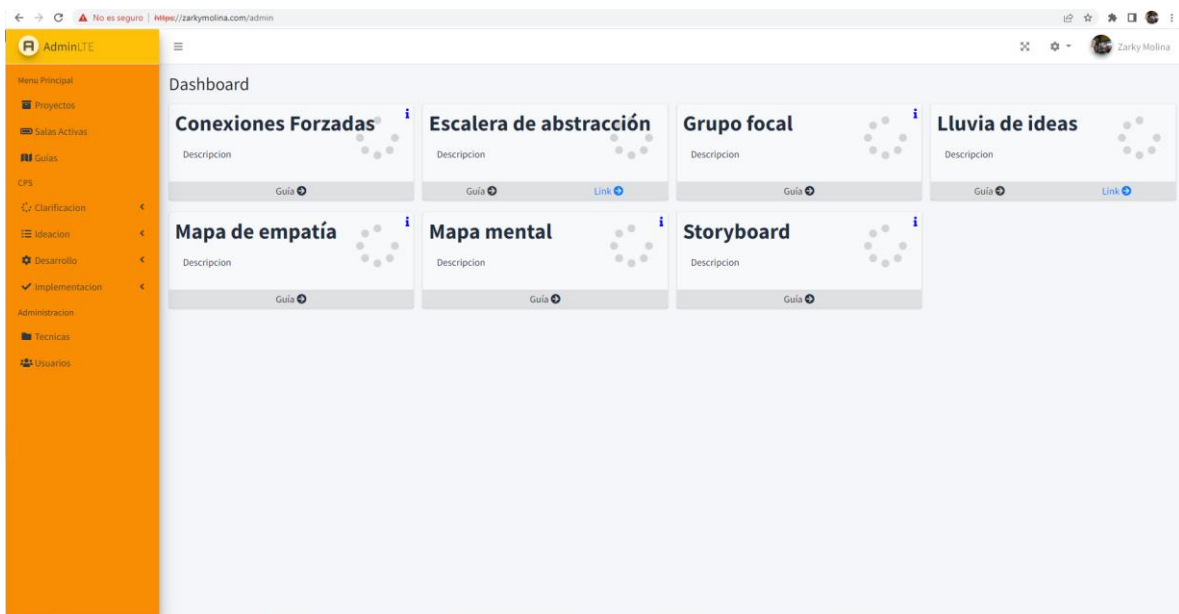 No es seguro | https://zarkymolina.com/admin
A AdminLTE
Zarky Molina
Menu Principal
Proyectos
Salas Activas
Guías
CPS
Clarificacion
Ideacion
Desarrollo
Implementacion
Administracion
Tecnicas
Usuarios
Dashboard
Conexiones Forzadas i
Descripcion
Guía
Escalera de abstracción
Descripcion
Guía Link
Grupo focal i
Descripcion
Guía
Lluvia de ideas
Descripcion
Guía Link
Mapa de empatía i
Descripcion
Guía
Mapa mental i
Descripcion
Guía
Storyboard i
Descripcion
Guía